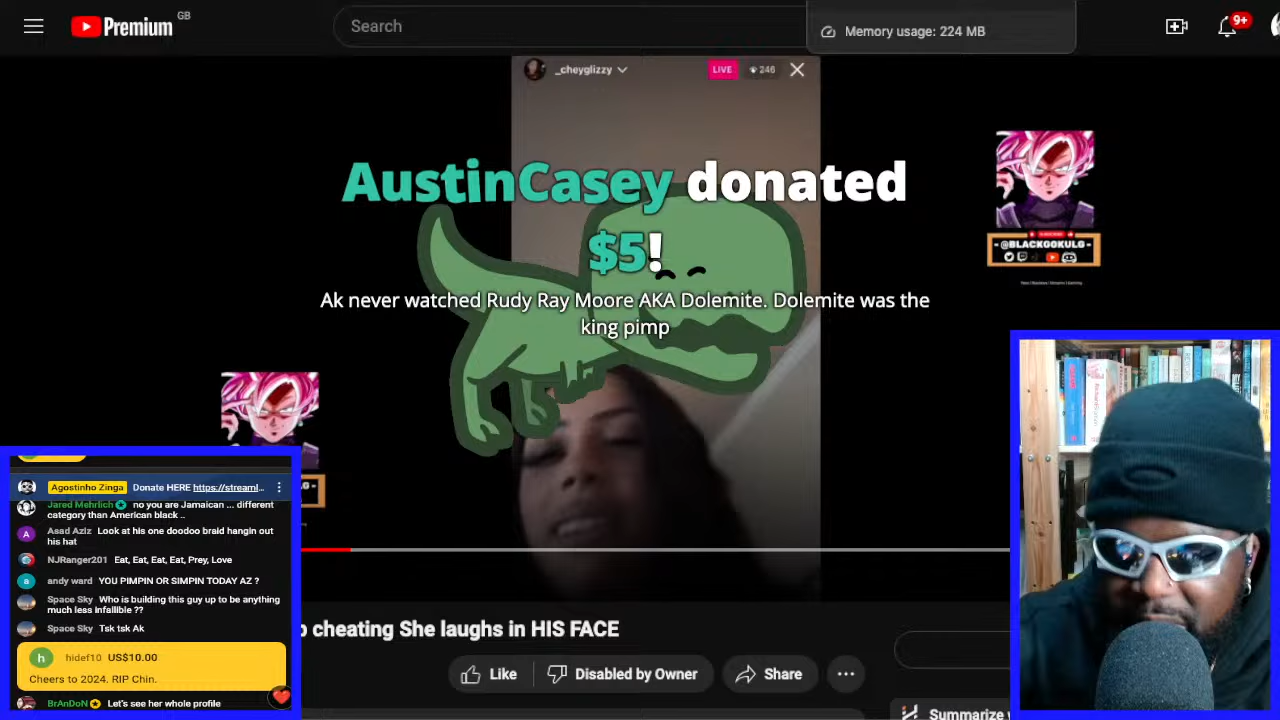 Premium GB
Search
Memory usage: 224 MB
9+
_cheyglizzy
LIVE
246
AustinCasey donated
$5!
Ak never watched Rudy Ray Moore AKA Dolemite. Dolemite was the
king pimp
- @BLACKGOKULG -
Agostinho Zinga Donate HERE https://streaml...
Jared Mehrlich no you are Jamaican ... different
category than American black ..
Asad Aziz Look at his one doodoo braid hangin out
his hat
NJRanger201 Eat, Eat, Eat, Eat, Prey, Love
andy ward YOU PIMPIN OR SIMPIN TODAY AZ ?
Space Sky Who is building this guy up to be anything
much less infallible ??
Space Sky Tsk tsk Ak
h hidef10 US$10.00
Cheers to 2024. RIP Chin.
BrAnDoN Let's see her whole profile
cheating She laughs in HIS FACE
Like
Disabled by Owner
Share
Summarize